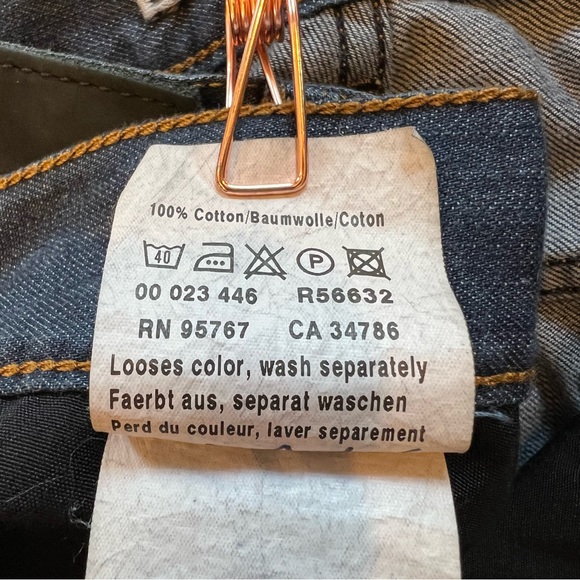 100% Cotton/Baumwolle/Coton
40 P
00 023 446 R56632
RN 95767 CA 34786
Looses color, wash separately
Faerbt aus, separat waschen
Perd du couleur, laver separement